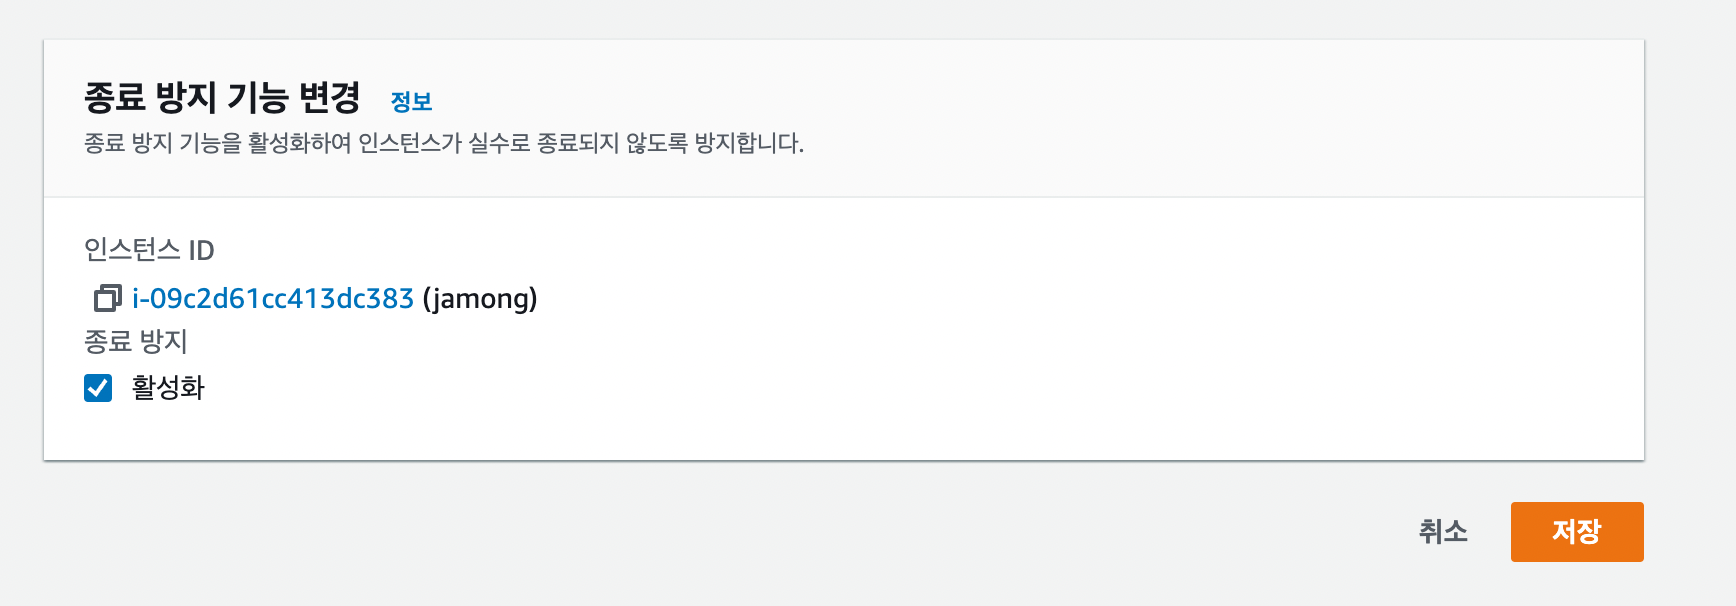 종료 방지 기능 변경 정보
종료 방지 기능을 활성화하여 인스턴스가 실수로 종료되지 않도록 방지합니다.
인스턴스 ID
i-09c2d61cc413dc383 (jamong)
종료 방지
활성화
취소 저장